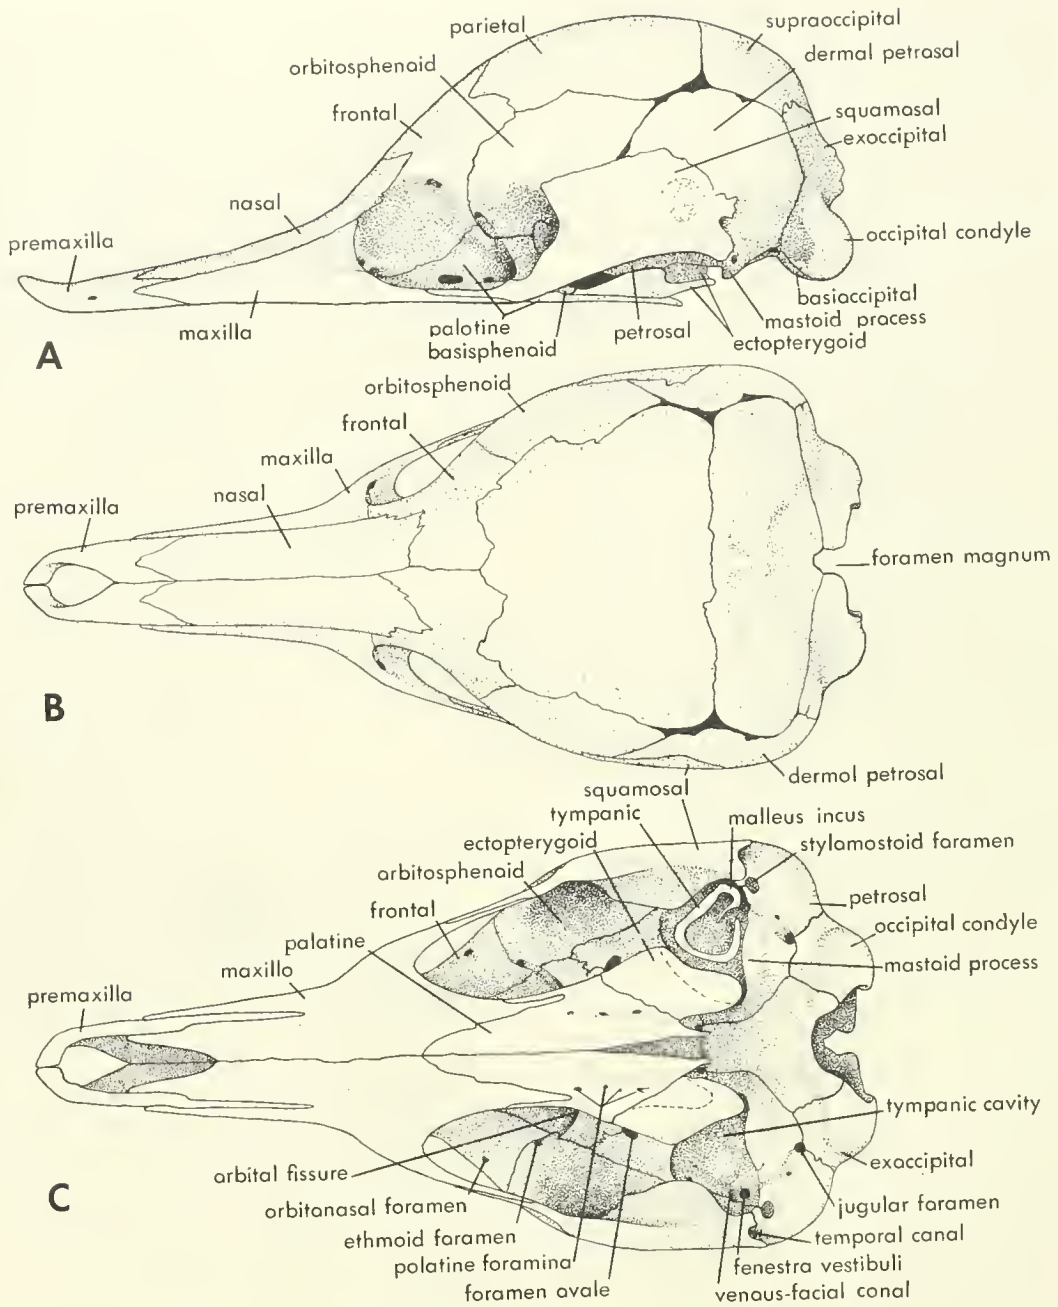 parietal
supraoccipital
orbitosphenoid
dermal petrosal
frontal
squamosal
exoccipital
nasal
premaxilla
occipital condyle
maxilla
palatine
basisphenoid
petrosal
basioccipital
mastoid process
ectopterygoid
A
orbitosphenoid
frontal
maxilla
nasal
premaxilla
foramen magnum
B
dermol petrosal
squamosal
tympanic
malleus incus
ectopterygoid
stylamostoid foramen
orbitosphenoid
frontal
petrosal
palatine
occipital condyle
maxillo
mastoid process
premaxilla
tympanic cavity
orbital fissure
exoccipital
C
orbitonasal foramen
jugular foramen
ethmoid foramen
temporal canal
palatine foramina
fenestra vestibuli
foramen ovale
venous-facial conal